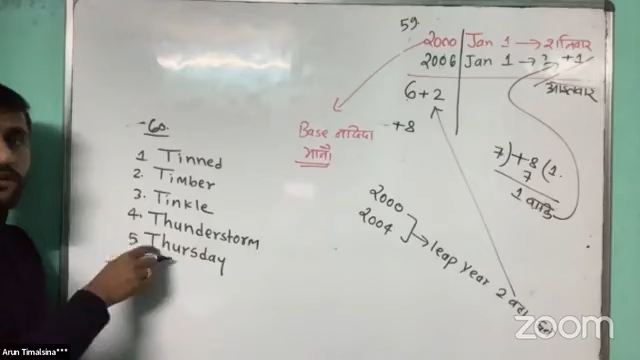 59.
2000 Jan 1 → शनिवार
2006 Jan 1 → ? +1
आइतबार
6+2
+8
Base नदिदा
मान्ने
7)+8(1.
7
1 बाँकि
2000
2004
→ leap year 2 वटा
60.
1 Tinned
2. Timber
3. Tinkle
4. Thunderstorm
5 Thursday
zoom
Arun Timalsina***